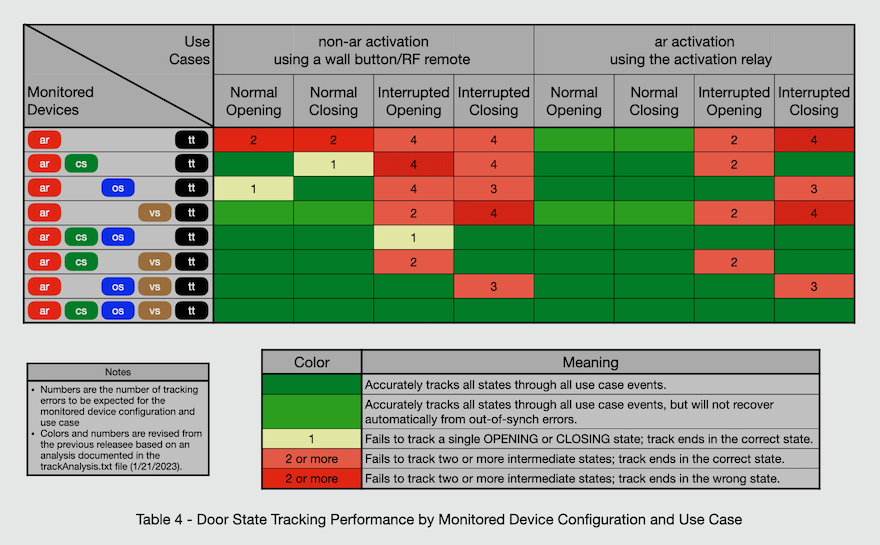 Use
Cases
non-ar activation
using a wall button/RF remote
ar activation
using the activation relay
Monitored
Devices
Normal
Opening
Normal
Closing
Interrupted
Opening
Interrupted
Closing
Normal
Opening
Normal
Closing
Interrupted
Opening
Interrupted
Closing
ar tt 2 2 4 4 2 4
ar cs tt 1 4 4 2
ar os tt 1 4 3 3
ar vs tt 2 4 2 4
ar cs os tt 1
ar cs vs tt 2 2
ar os vs tt 3 3
ar cs os vs tt
Notes
• Numbers are the number of tracking
errors to be expected for the
monitored device configuration and
use case
• Colors and numbers are revised from
the previous releasee based on an
analysis documented in the
trackAnalysis.txt file (1/21/2023).
Color Meaning
Accurately tracks all states through all use case events.
Accurately tracks all states through all use case events, but will not recover
automatically from out-of-synch errors.
1 Fails to track a single OPENING or CLOSING state; track ends in the correct state.
2 or more Fails to track two or more intermediate states; track ends in the correct state.
2 or more Fails to track two or more intermediate states; track ends in the wrong state.
Table 4 - Door State Tracking Performance by Monitored Device Configuration and Use Case